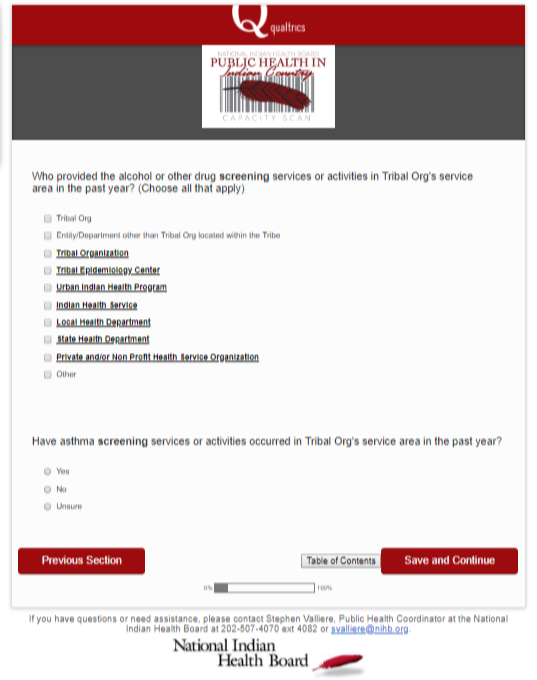 qualtrics
NATIONAL INDIAN HEALTH BOARD
PUBLIC HEALTH IN
Indian Country
CAPACITY SCAN
Who provided the alcohol or other drug screening services or activities in Tribal Org's service
area in the past year? (Choose all that apply)
Tribal Org
Entity/Department other than Tribal Org located within the Tribe
Tribal Organization
Tribal Epidemiology Center
Urban Indian Health Program
Indian Health Service
Local Health Department
State Health Department
Private and/or Non Profit Health Service Organization
Other
Have asthma screening services or activities occurred in Tribal Org's service area in the past year?
Yes
No
Unsure
Previous Section
Table of Contents
Save and Continue
0%
100%
If you have questions or need assistance, please contact Stephen Valliere, Public Health Coordinator at the National
Indian Health Board at 202-507-4070 ext 4082 or svalliere@nihb.org.
National Indian
Health Board